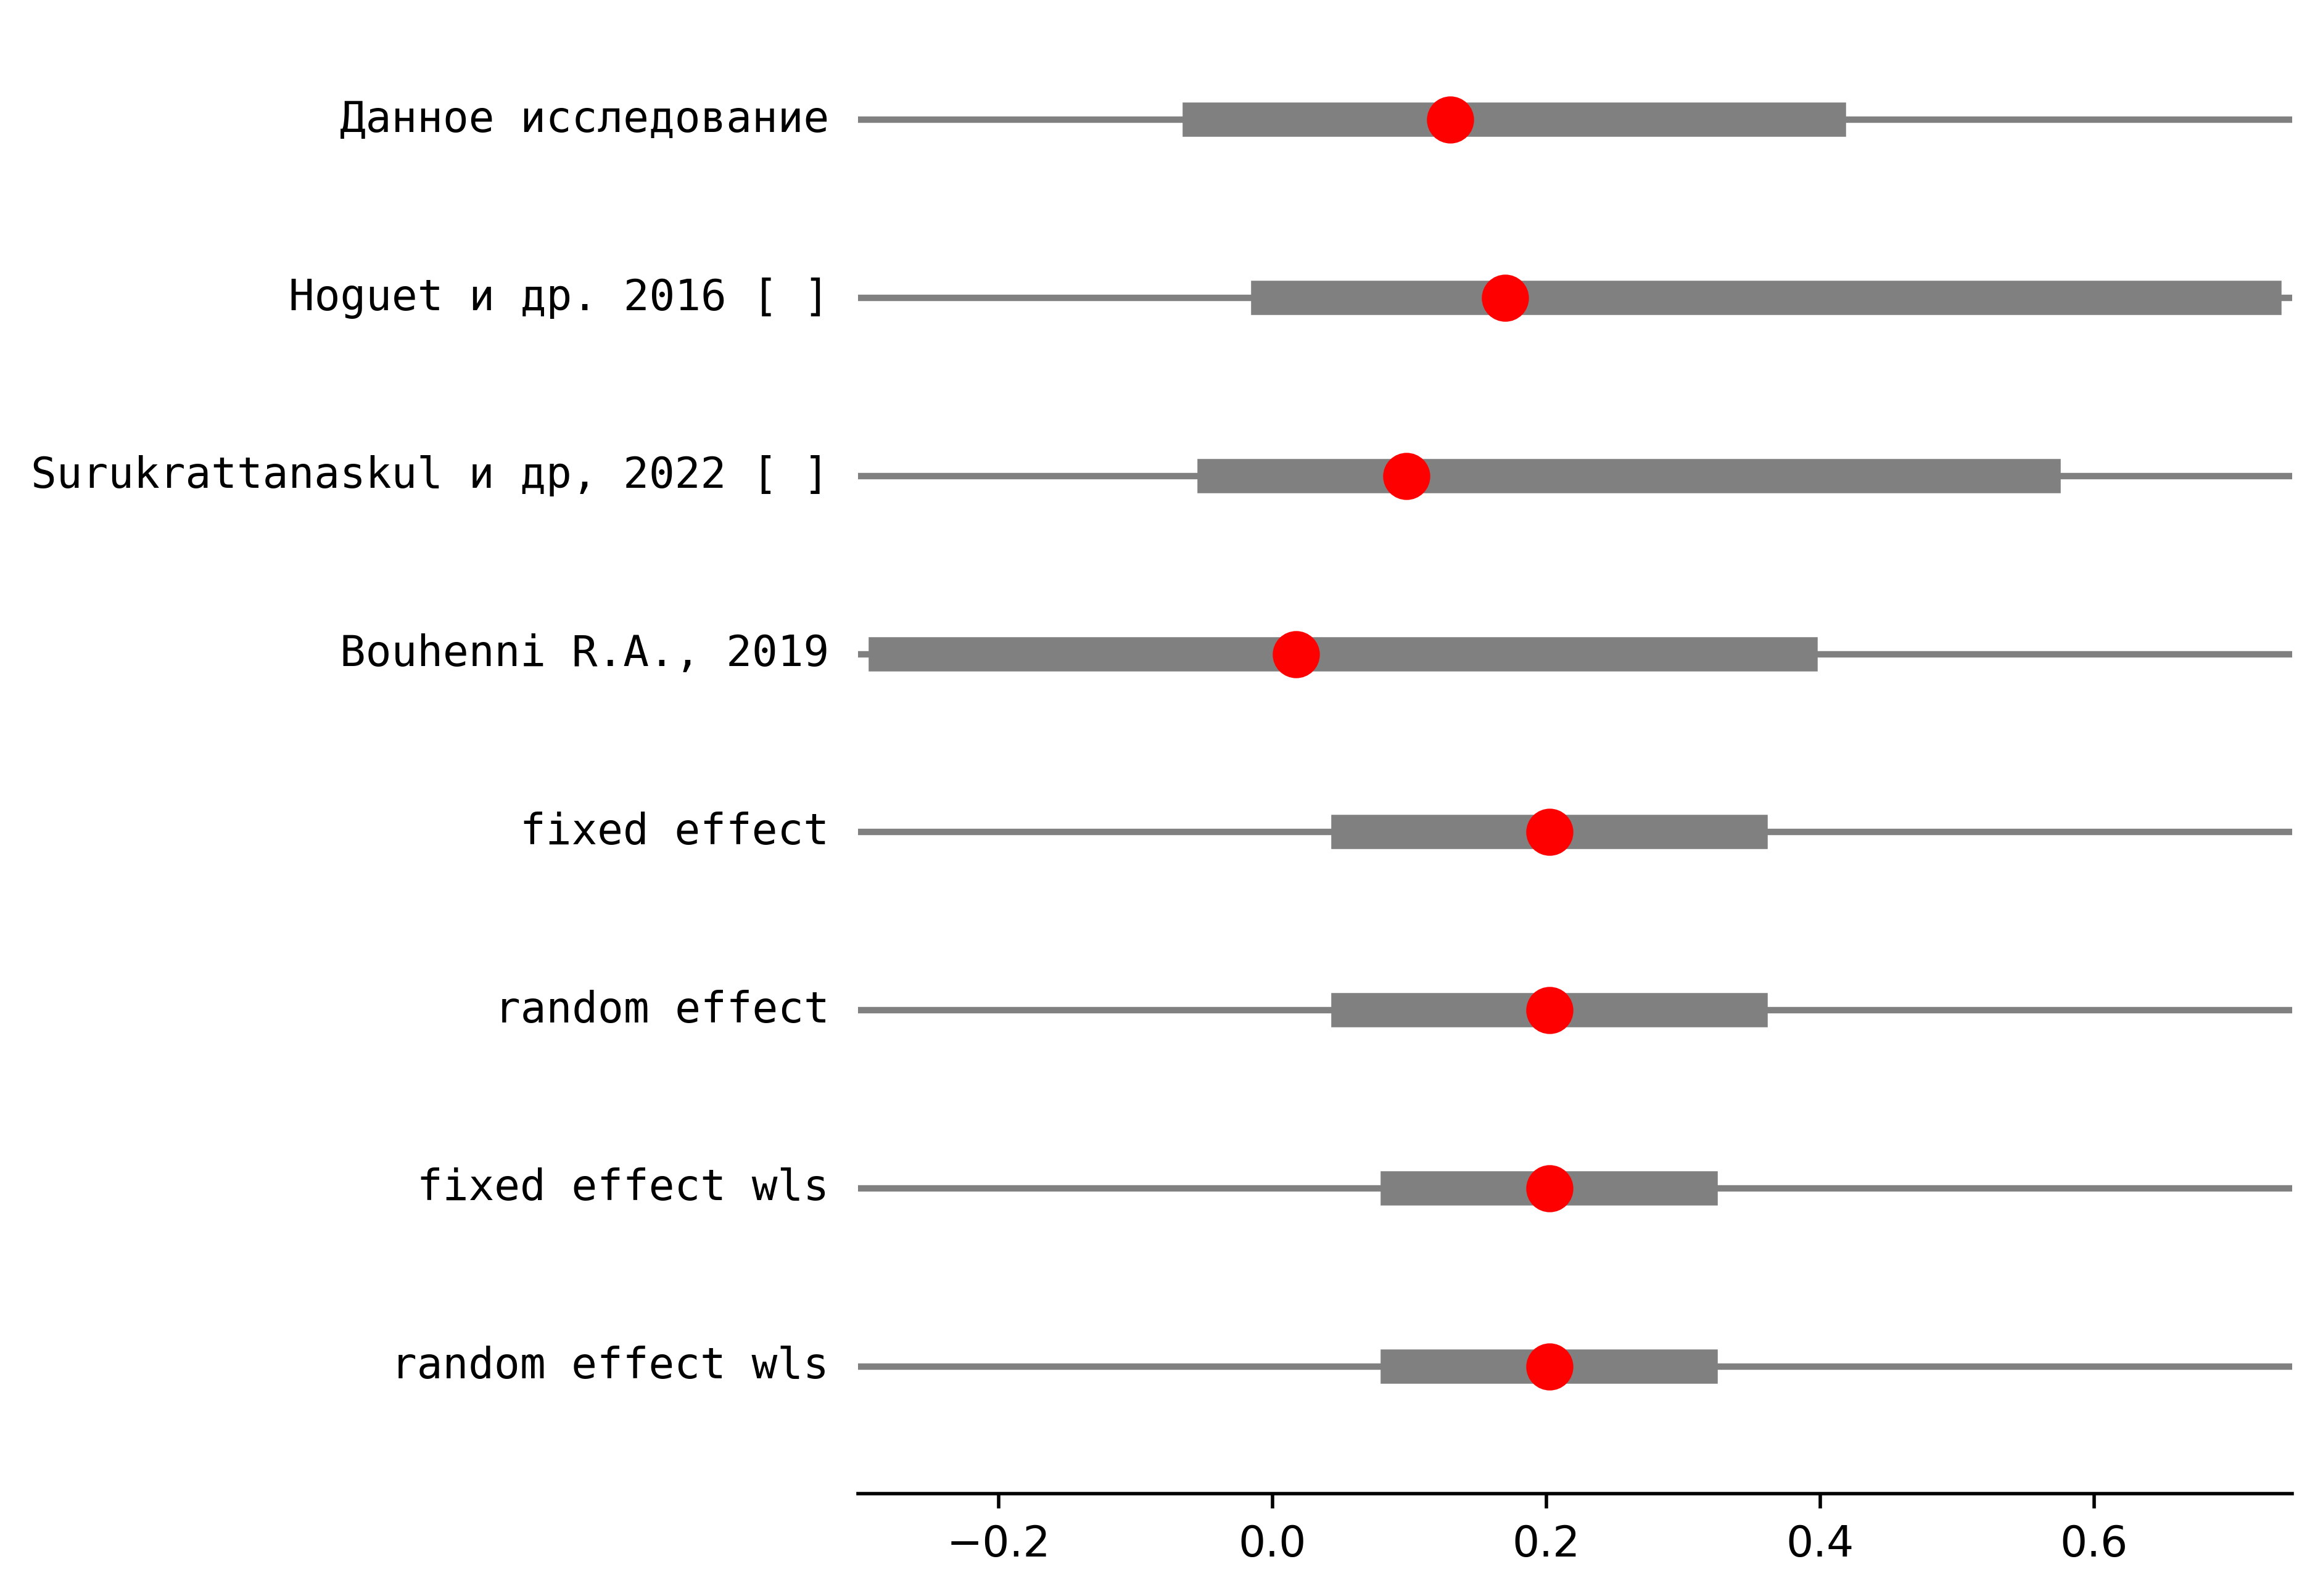 Данное исследование
Hoguet и др. 2016 [ ]
Surukrattanaskul и др, 2022 [ ]
Bouhenni R.A., 2019
fixed effect
random effect
fixed effect wls
random effect wls
−0.2 0.0 0.2 0.4 0.6